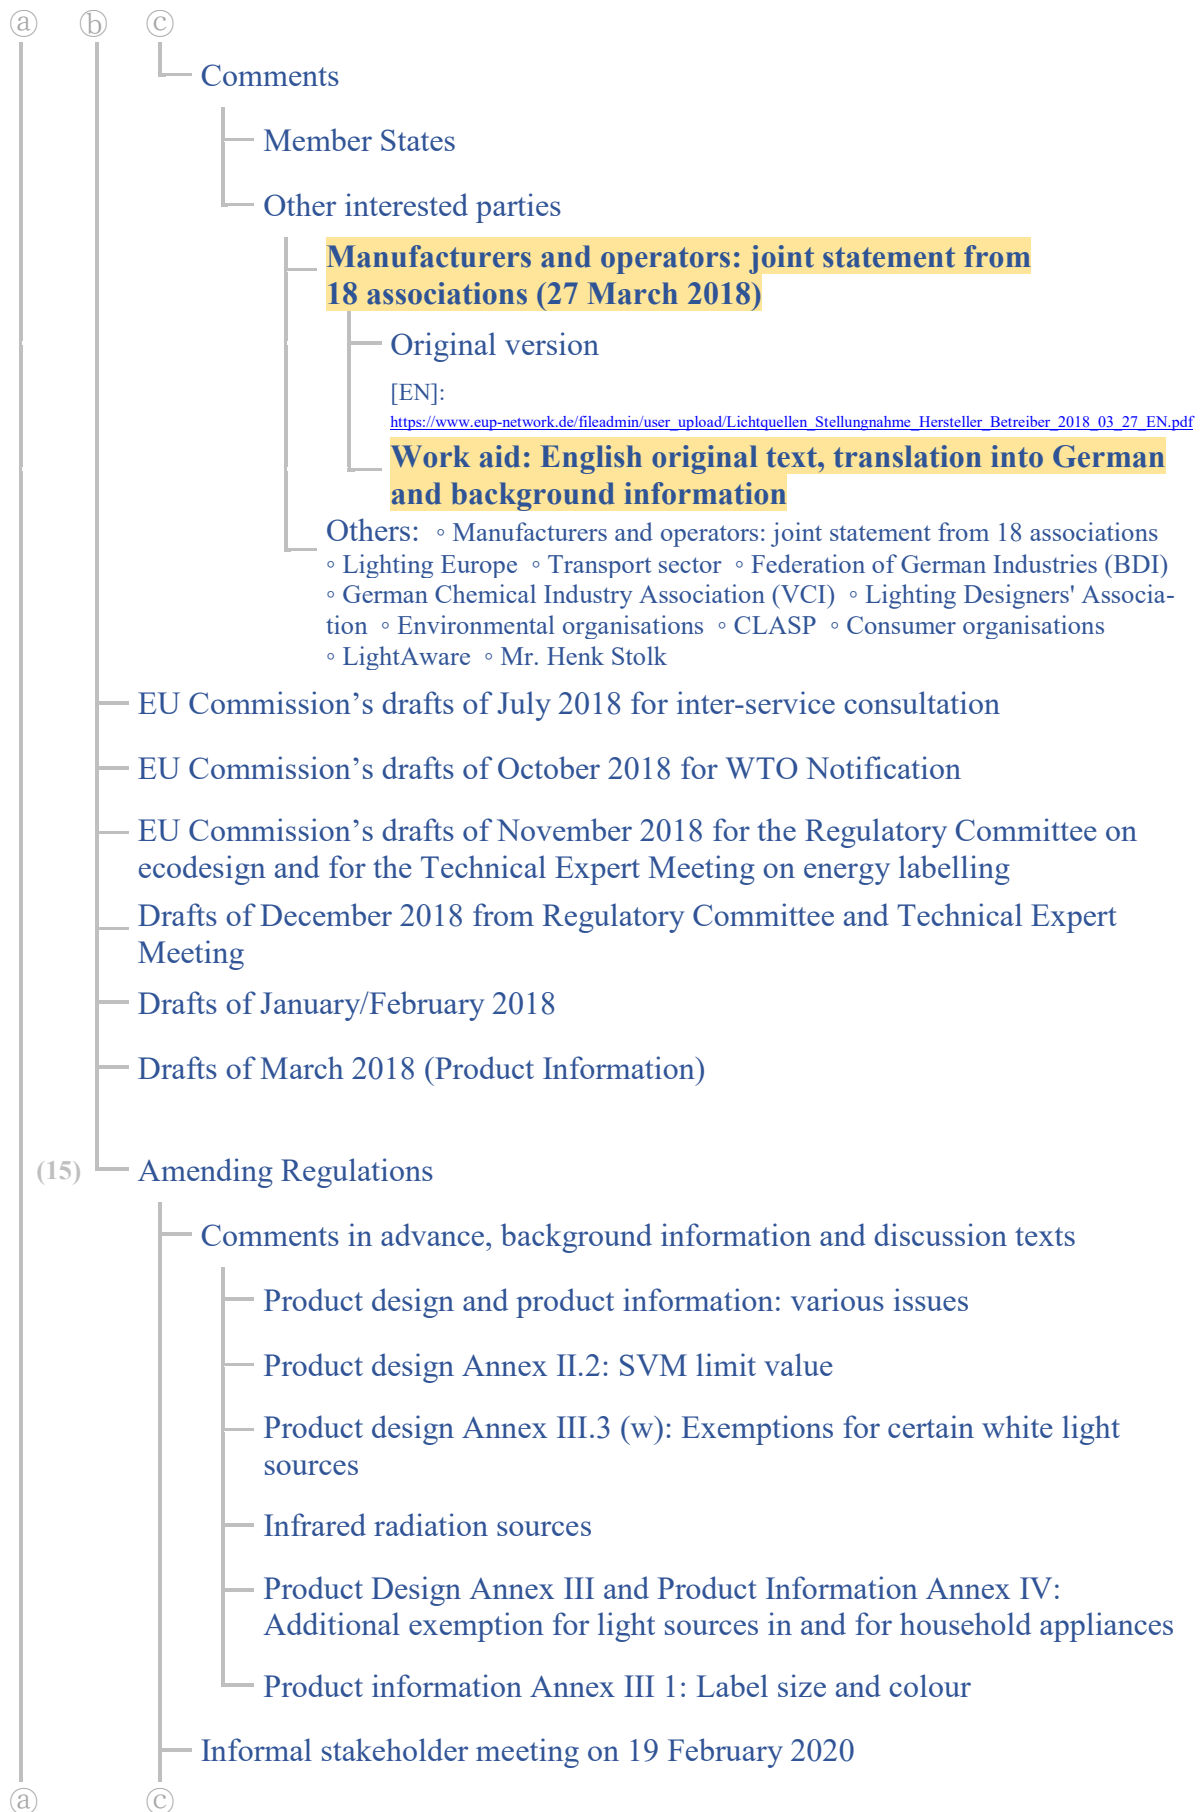 ⓐ ⓑ ⓒ
Comments
Member States
Other interested parties
Manufacturers and operators: joint statement from
18 associations (27 March 2018)
Original version
[EN]:
https://www.eup-network.de/fileadmin/user_upload/Lichtquellen_Stellungnahme_Hersteller_Betreiber_2018_03_27_EN.pdf
Work aid: English original text, translation into German
and background information
Others: ◦ Manufacturers and operators: joint statement from 18 associations
◦ Lighting Europe ◦ Transport sector ◦ Federation of German Industries (BDI)
◦ German Chemical Industry Association (VCI) ◦ Lighting Designers' Associa-
tion ◦ Environmental organisations ◦ CLASP ◦ Consumer organisations
◦ LightAware ◦ Mr. Henk Stolk
EU Commission’s drafts of July 2018 for inter-service consultation
EU Commission’s drafts of October 2018 for WTO Notification
EU Commission’s drafts of November 2018 for the Regulatory Committee on
ecodesign and for the Technical Expert Meeting on energy labelling
Drafts of December 2018 from Regulatory Committee and Technical Expert
Meeting
Drafts of January/February 2018
Drafts of March 2018 (Product Information)
(15) Amending Regulations
Comments in advance, background information and discussion texts
Product design and product information: various issues
Product design Annex II.2: SVM limit value
Product design Annex III.3 (w): Exemptions for certain white light
sources
Infrared radiation sources
Product Design Annex III and Product Information Annex IV:
Additional exemption for light sources in and for household appliances
Product information Annex III 1: Label size and colour
Informal stakeholder meeting on 19 February 2020
ⓐ ⓒ